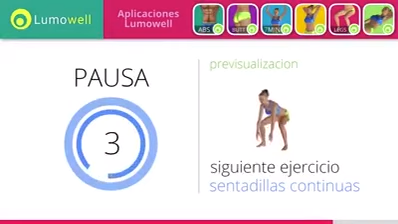 Lumowell
Aplicaciones
Lumowell
ABS
BUTT
7MIN
LEGS
PAUSA
3
previsualizacion
siguiente ejercicio
sentadillas continuas